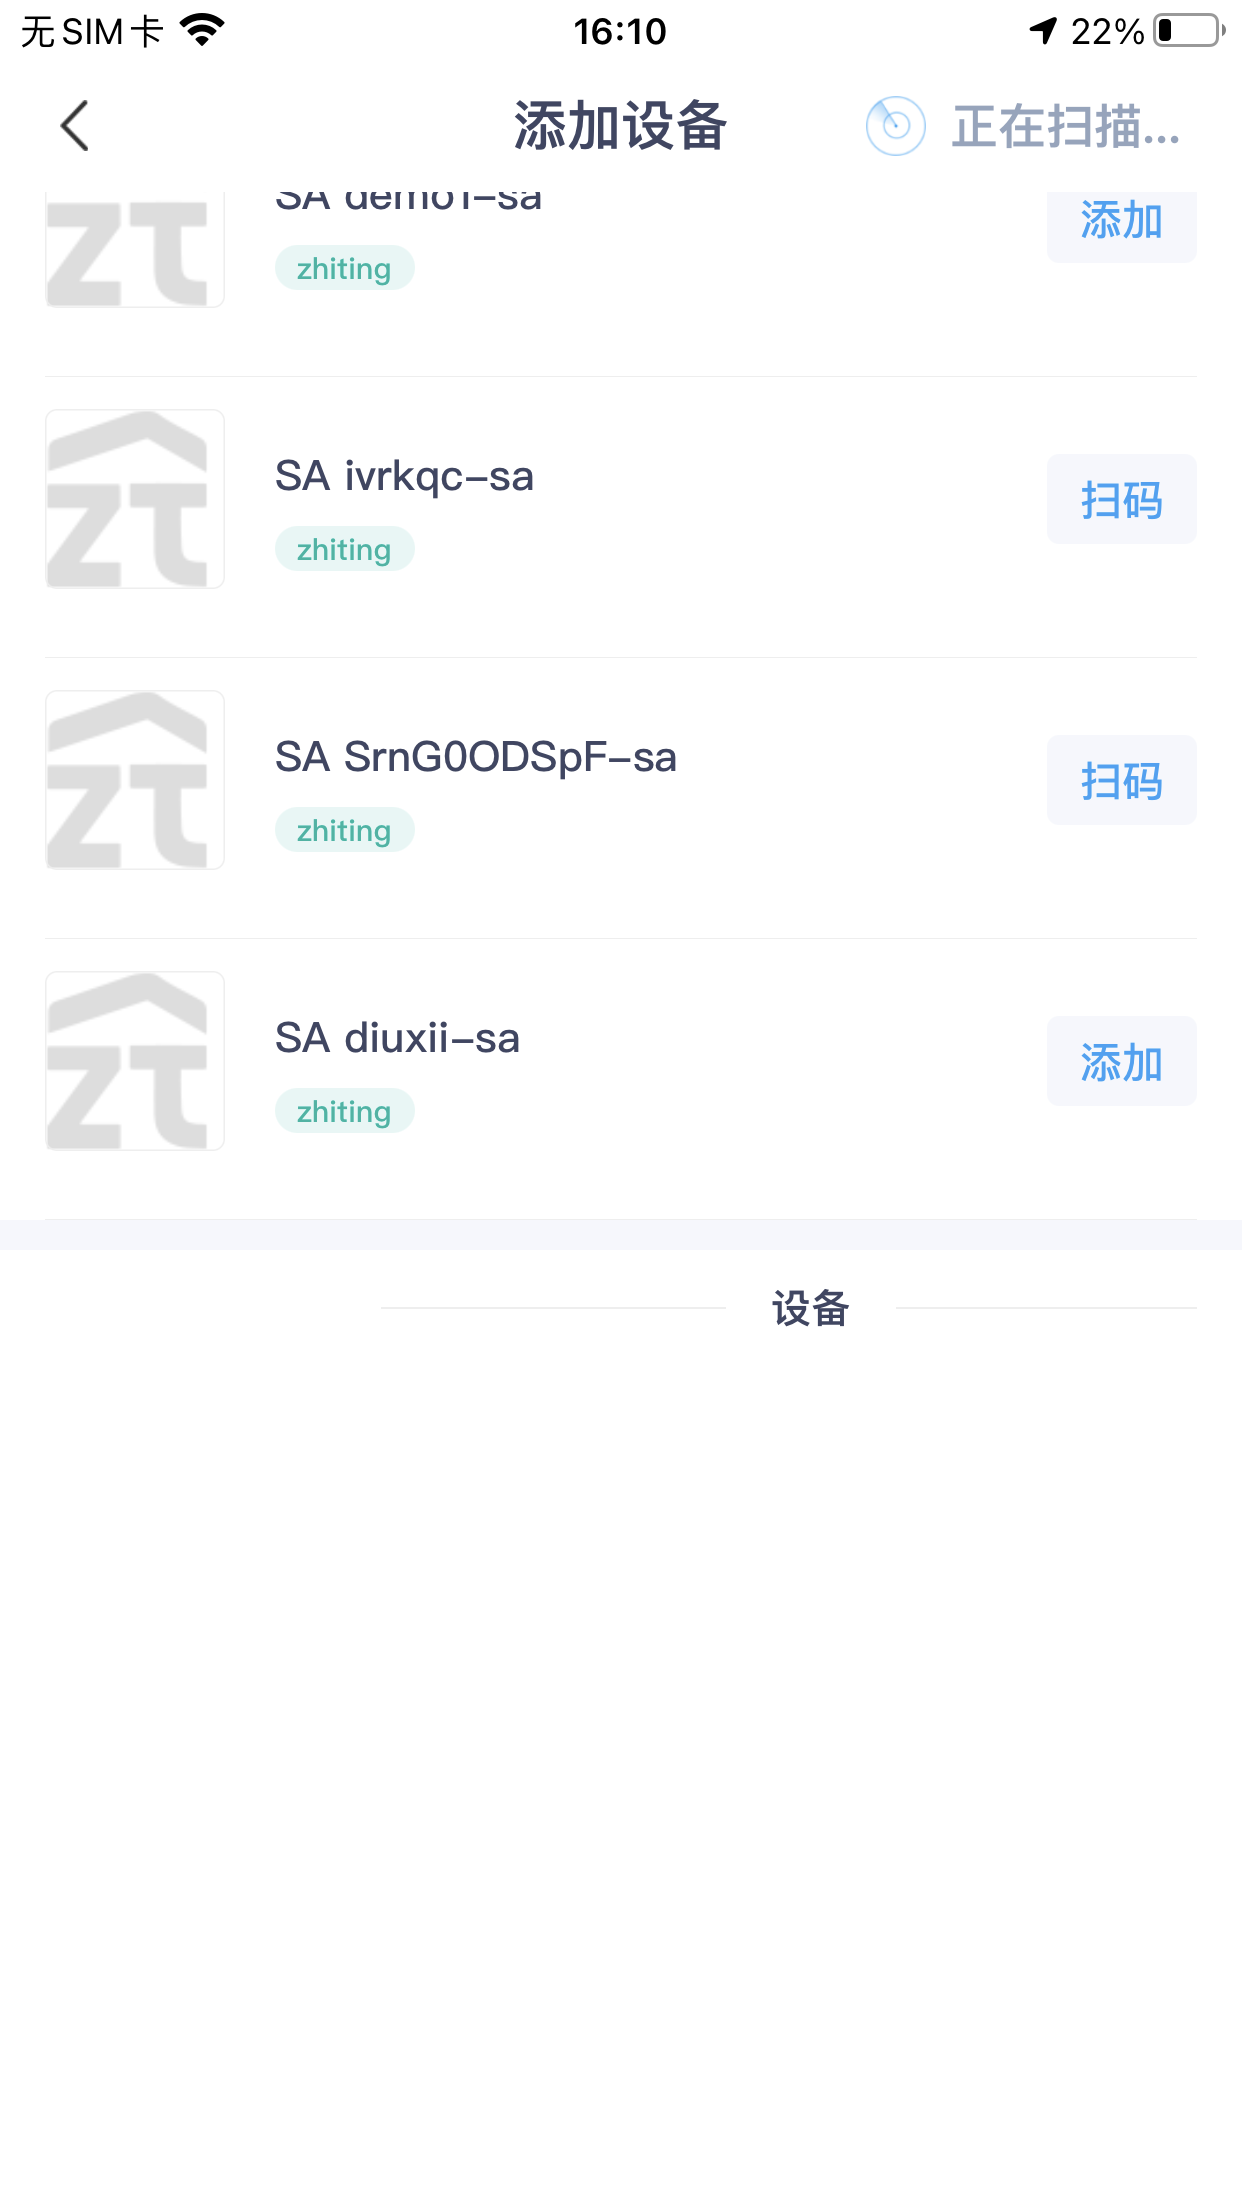 无SIM卡
16:10
22%
添加设备
正在扫描...
SA demo1-sa
添加
zhiting
SA ivrkqc-sa
扫码
zhiting
SA SrnG0ODSpF-sa
扫码
zhiting
SA diuxii-sa
添加
zhiting
设备